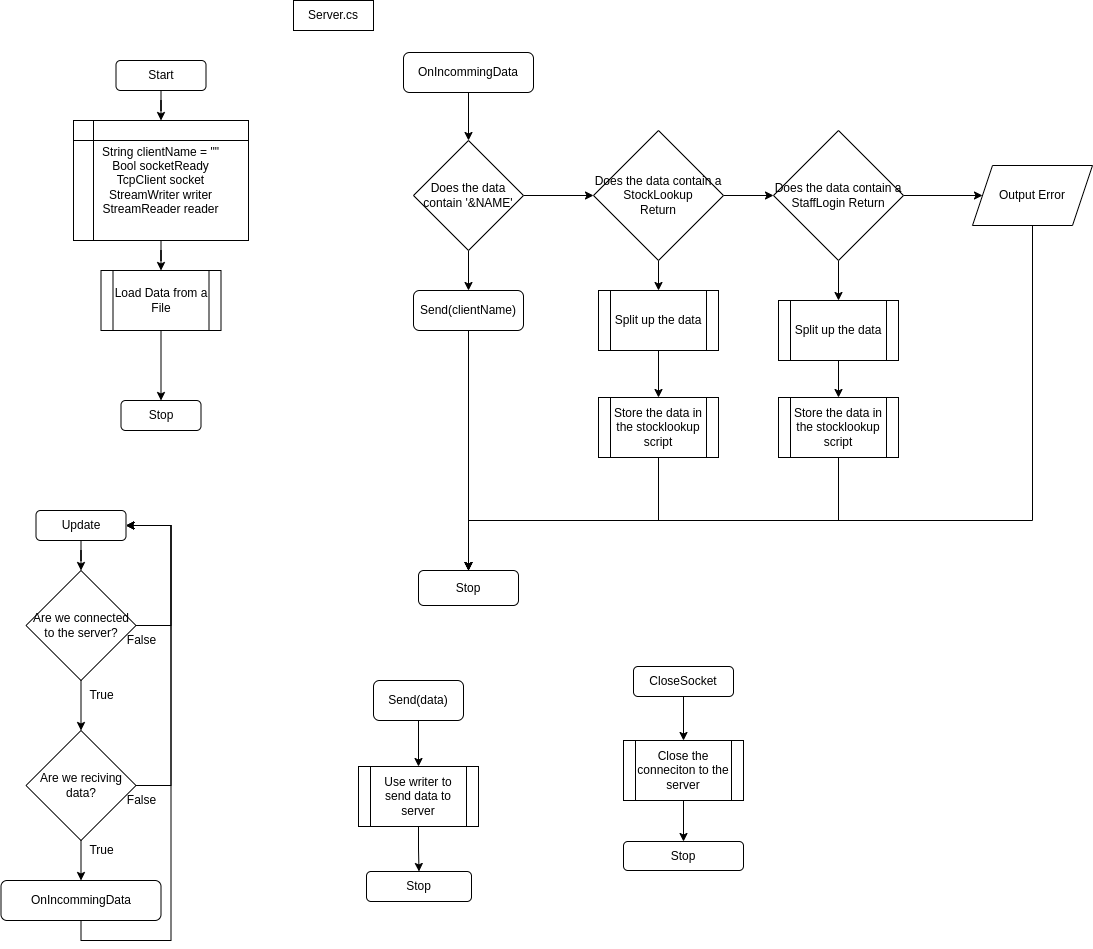 Server.cs
Start
String clientName = ""
Bool socketReady
TcpClient socket
StreamWriter writer
StreamReader reader
Load Data from a
File
Stop
OnIncommingData
Does the data
contain '&NAME'
Does the data contain a
StockLookup
Return
Does the data contain a
StaffLogin Return
Output Error
Send(clientName)
Split up the data
Split up the data
Store the data in
the stocklookup
script
Store the data in
the stocklookup
script
Stop
Update
Are we connected
to the server?
False
True
Are we reciving
data?
False
True
OnIncommingData
Send(data)
Use writer to
send data to
server
Stop
CloseSocket
Close the
conneciton to the
server
Stop